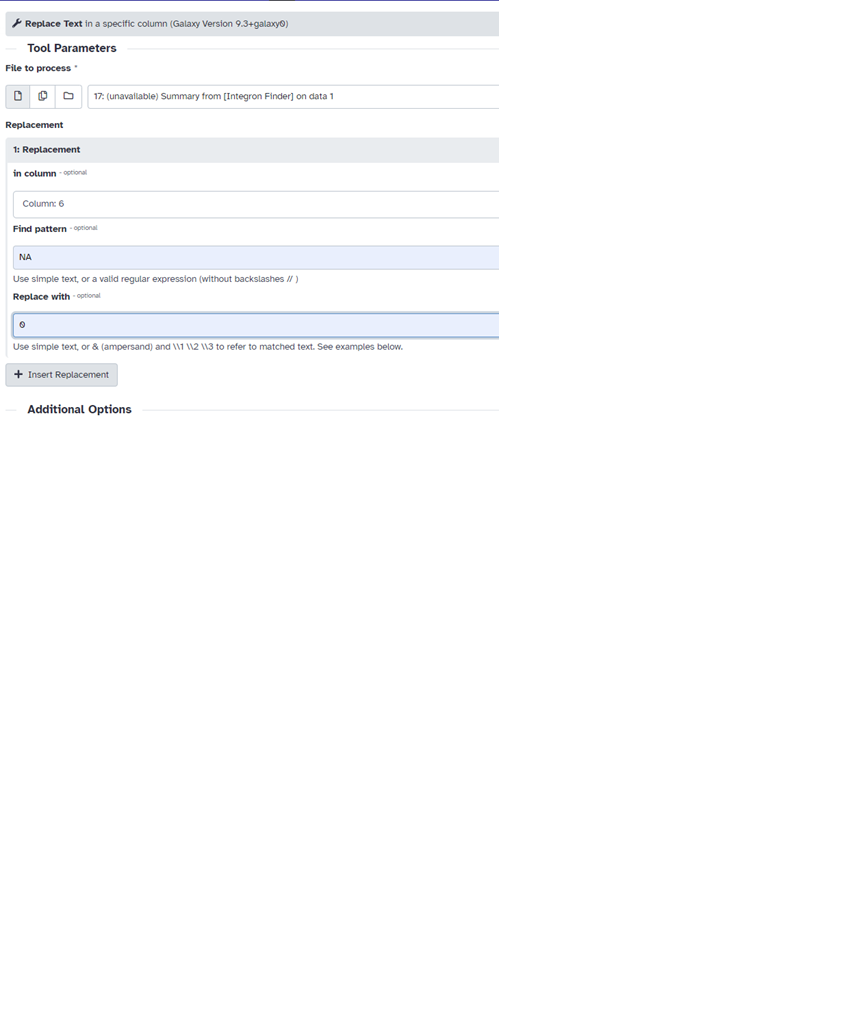 Replace Text in a specific column (Galaxy Version 9.3+galaxy0)
Tool Parameters
File to process *
17: (unavailable) Summary from [Integron Finder] on data 1
Replacement
1: Replacement
in column - optional
Column: 6
Find pattern - optional
NA
Use simple text, or a valid regular expression (without backslashes // )
Replace with - optional
0
Use simple text, or & (ampersand) and \\1 \\2 \\3 to refer to matched text. See examples below.
+ Insert Replacement
Additional Options